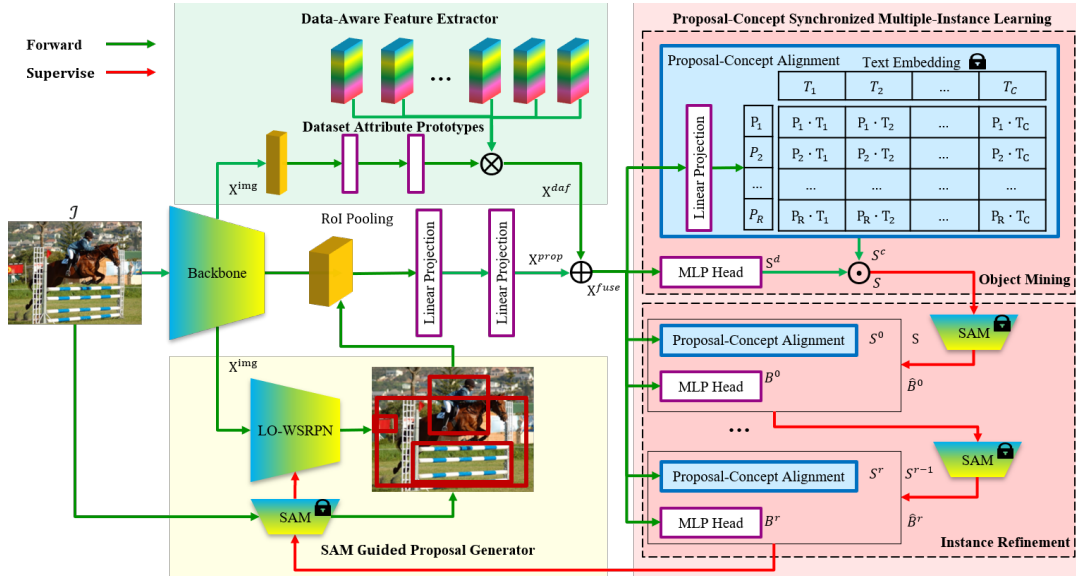 Forward
Supervise
Data-Aware Feature Extractor
...
Dataset Attribute Prototypes
X^img
X^daf
𝒥
Backbone
RoI Pooling
Linear Projection
Linear Projection
X^prop
X^fuse
X^img
LO-WSRPN
SAM
SAM Guided Proposal Generator
Proposal-Concept Synchronized Multiple-Instance Learning
Proposal-Concept Alignment
Text Embedding
T_1 T_2 ... T_C
Linear Projection
P_1 P_1 · T_1 P_1 · T_2 ... P_1 · T_C
P_2 P_2 · T_1 P_2 · T_2 ... P_2 · T_C
... ... ... ... ...
P_R P_R · T_1 P_R · T_2 ... P_R · T_C
MLP Head
S^d
S^c
S
Object Mining
Proposal-Concept Alignment
S^0
S
SAM
MLP Head
B^0
B̂^0
...
SAM
Proposal-Concept Alignment
S^r
S^{r-1}
MLP Head
B^r
B̂^r
Instance Refinement